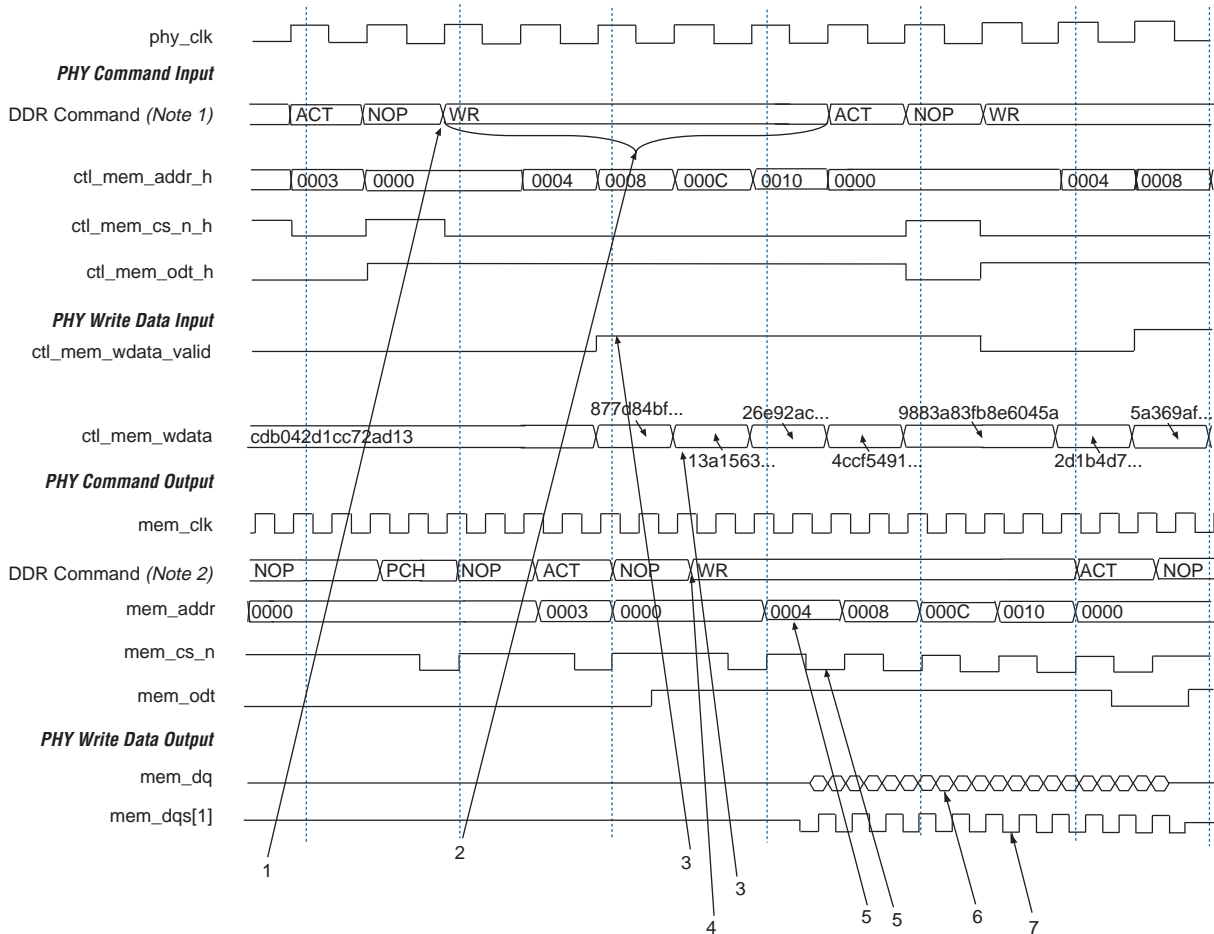 phy_clk
PHY Command Input
DDR Command (Note 1) ACT NOP WR ACT NOP WR
ctl_mem_addr_h 0003 0000 0004 0008 000C 0010 0000 0004 0008
ctl_mem_cs_n_h
ctl_mem_odt_h
PHY Write Data Input
ctl_mem_wdata_valid
877d84bf... 26e92ac... 9883a83fb8e6045a 5a369af...
ctl_mem_wdata cdb042d1cc72ad13
13a1563... 4ccf5491... 2d1b4d7...
PHY Command Output
mem_clk
DDR Command (Note 2) NOP PCH NOP ACT NOP WR ACT NOP
mem_addr 0000 0003 0000 0004 0008 000C 0010 0000
mem_cs_n
mem_odt
PHY Write Data Output
mem_dq
mem_dqs[1]
1 2 3 3
4 5 5 6 7